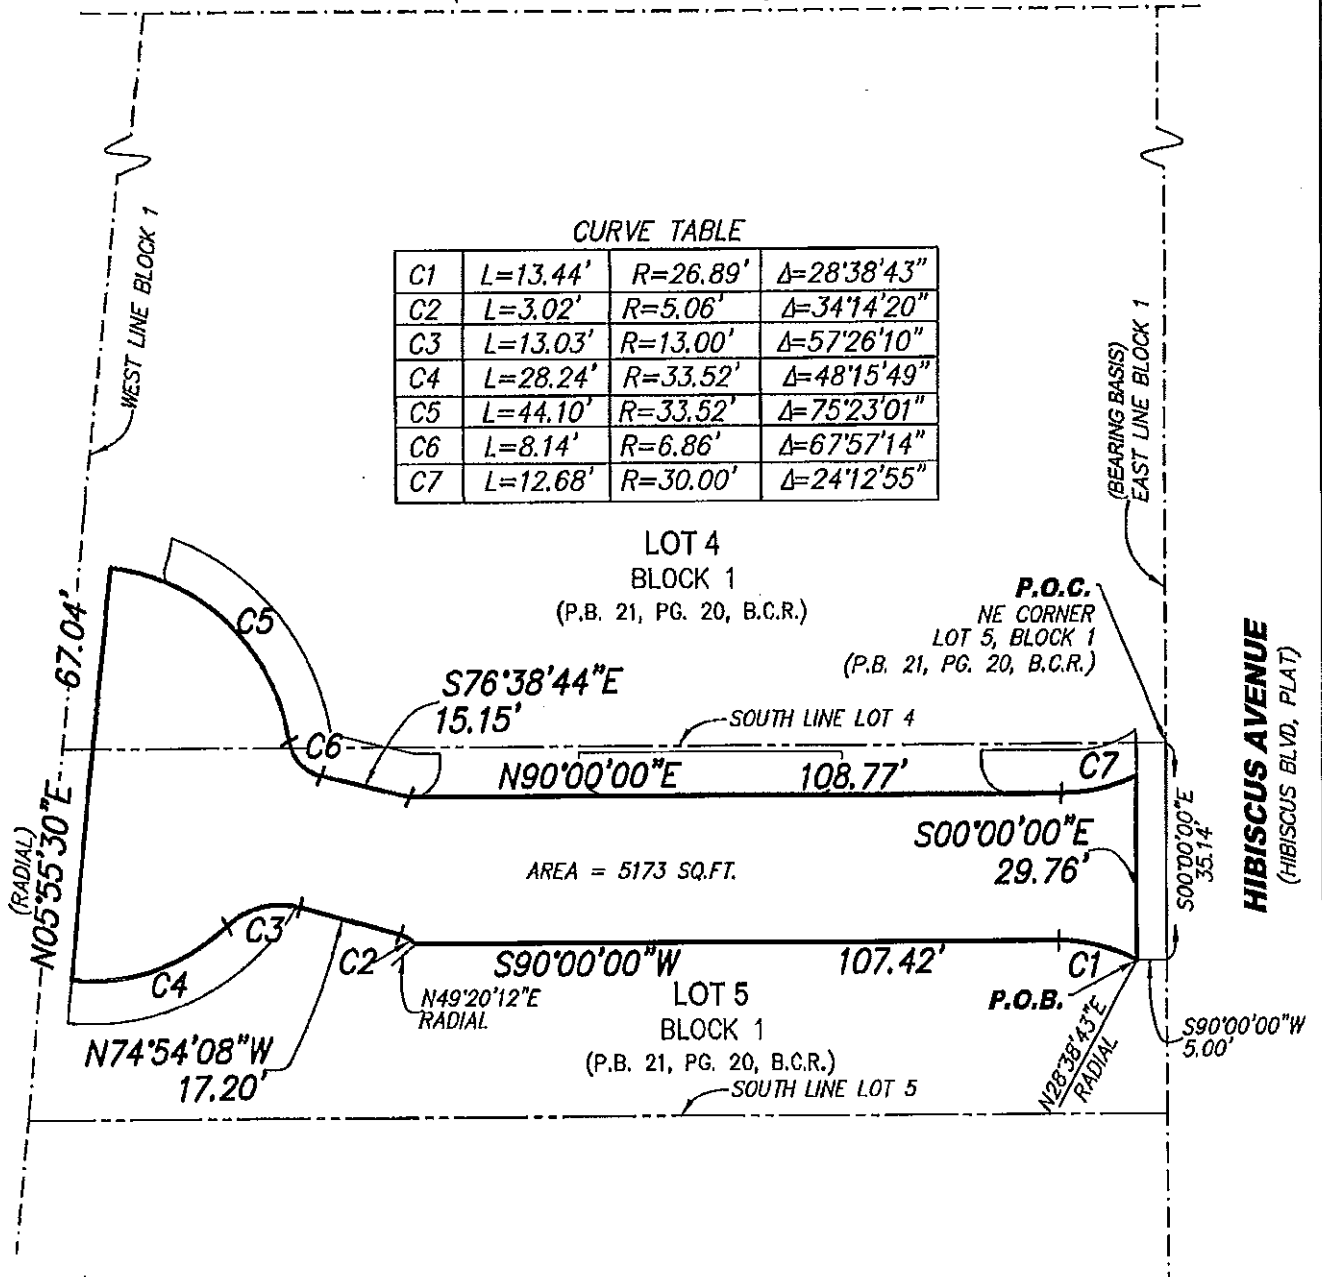 WEST LINE BLOCK 1
CURVE TABLE
C1 L=13.44' R=26.89' Δ=28°38'43"
C2 L=3.02' R=5.06' Δ=34°14'20"
C3 L=13.03' R=13.00' Δ=57°26'10"
C4 L=28.24' R=33.52' Δ=48°15'49"
C5 L=44.10' R=33.52' Δ=75°23'01"
C6 L=8.14' R=6.86' Δ=67°57'14"
C7 L=12.68' R=30.00' Δ=24°12'55"
(BEARING BASIS)
EAST LINE BLOCK 1
LOT 4
BLOCK 1
(P.B. 21, PG. 20, B.C.R.)
P.O.C.
NE CORNER
LOT 5, BLOCK 1
(P.B. 21, PG. 20, B.C.R.)
C5
67.04'
S76°38'44"E
15.15'
SOUTH LINE LOT 4
C6
N90°00'00"E 108.77'
C7
(RADIAL)
N05°55'30"E
S00°00'00"E
29.76'
S00°00'00"E
35.14'
HIBISCUS AVENUE
(HIBISCUS BLVD, PLAT)
AREA = 5173 SQ.FT.
C3
C2
C4
S90°00'00"W 107.42'
C1
N49°20'12"E
RADIAL
LOT 5
BLOCK 1
(P.B. 21, PG. 20, B.C.R.)
P.O.B.
N28°38'43"E
RADIAL
S90°00'00"W
5.00'
N74°54'08"W
17.20'
SOUTH LINE LOT 5